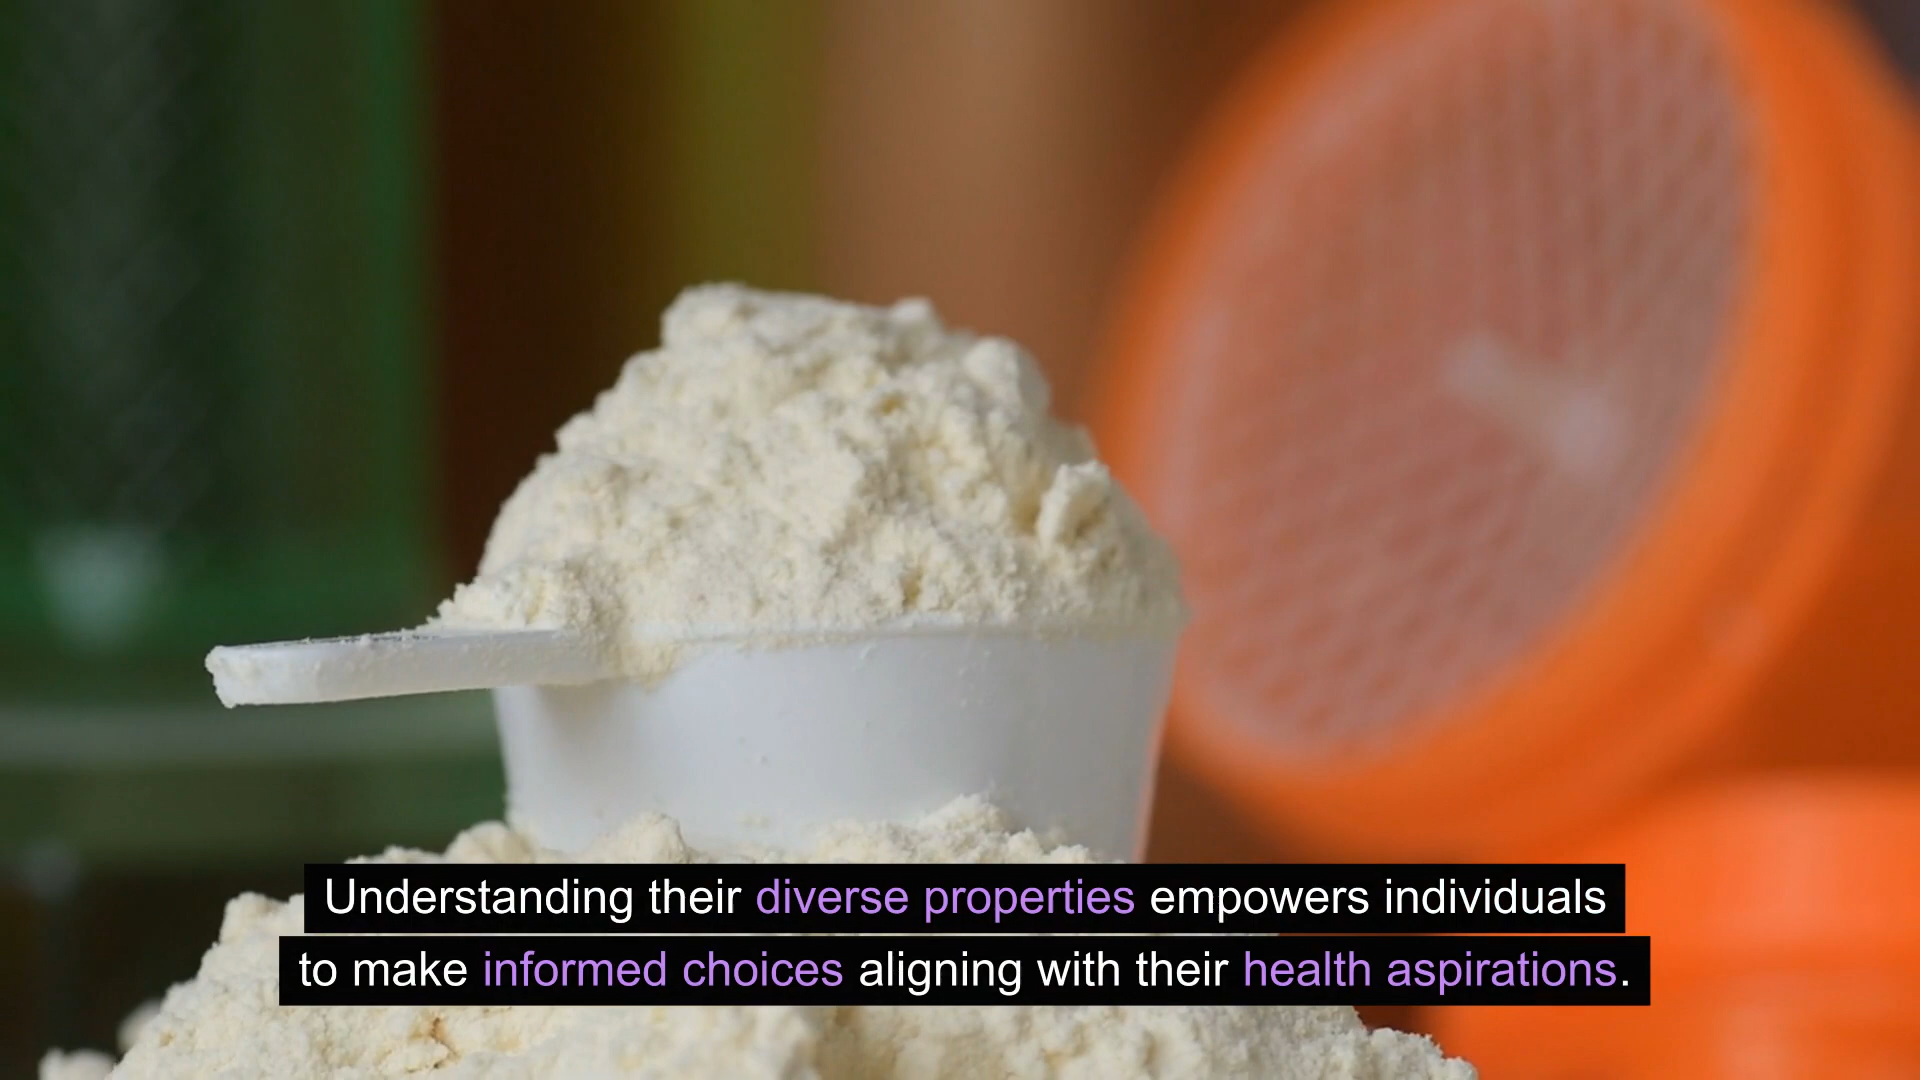 Understanding their diverse properties empowers individuals
to make informed choices aligning with their health aspirations.